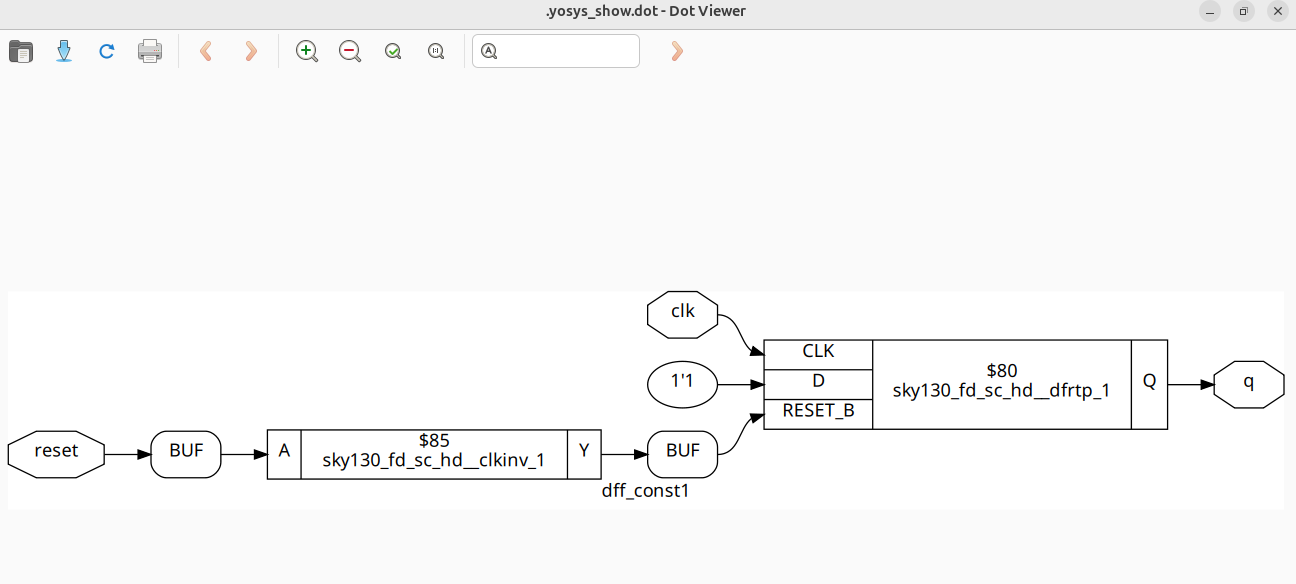 .yosys_show.dot - Dot Viewer
clk
CLK
1'1
D
RESET_B
$80
sky130_fd_sc_hd__dfrtp_1
Q
q
reset
BUF
A
$85
sky130_fd_sc_hd__clkinv_1
Y
BUF
dff_const1